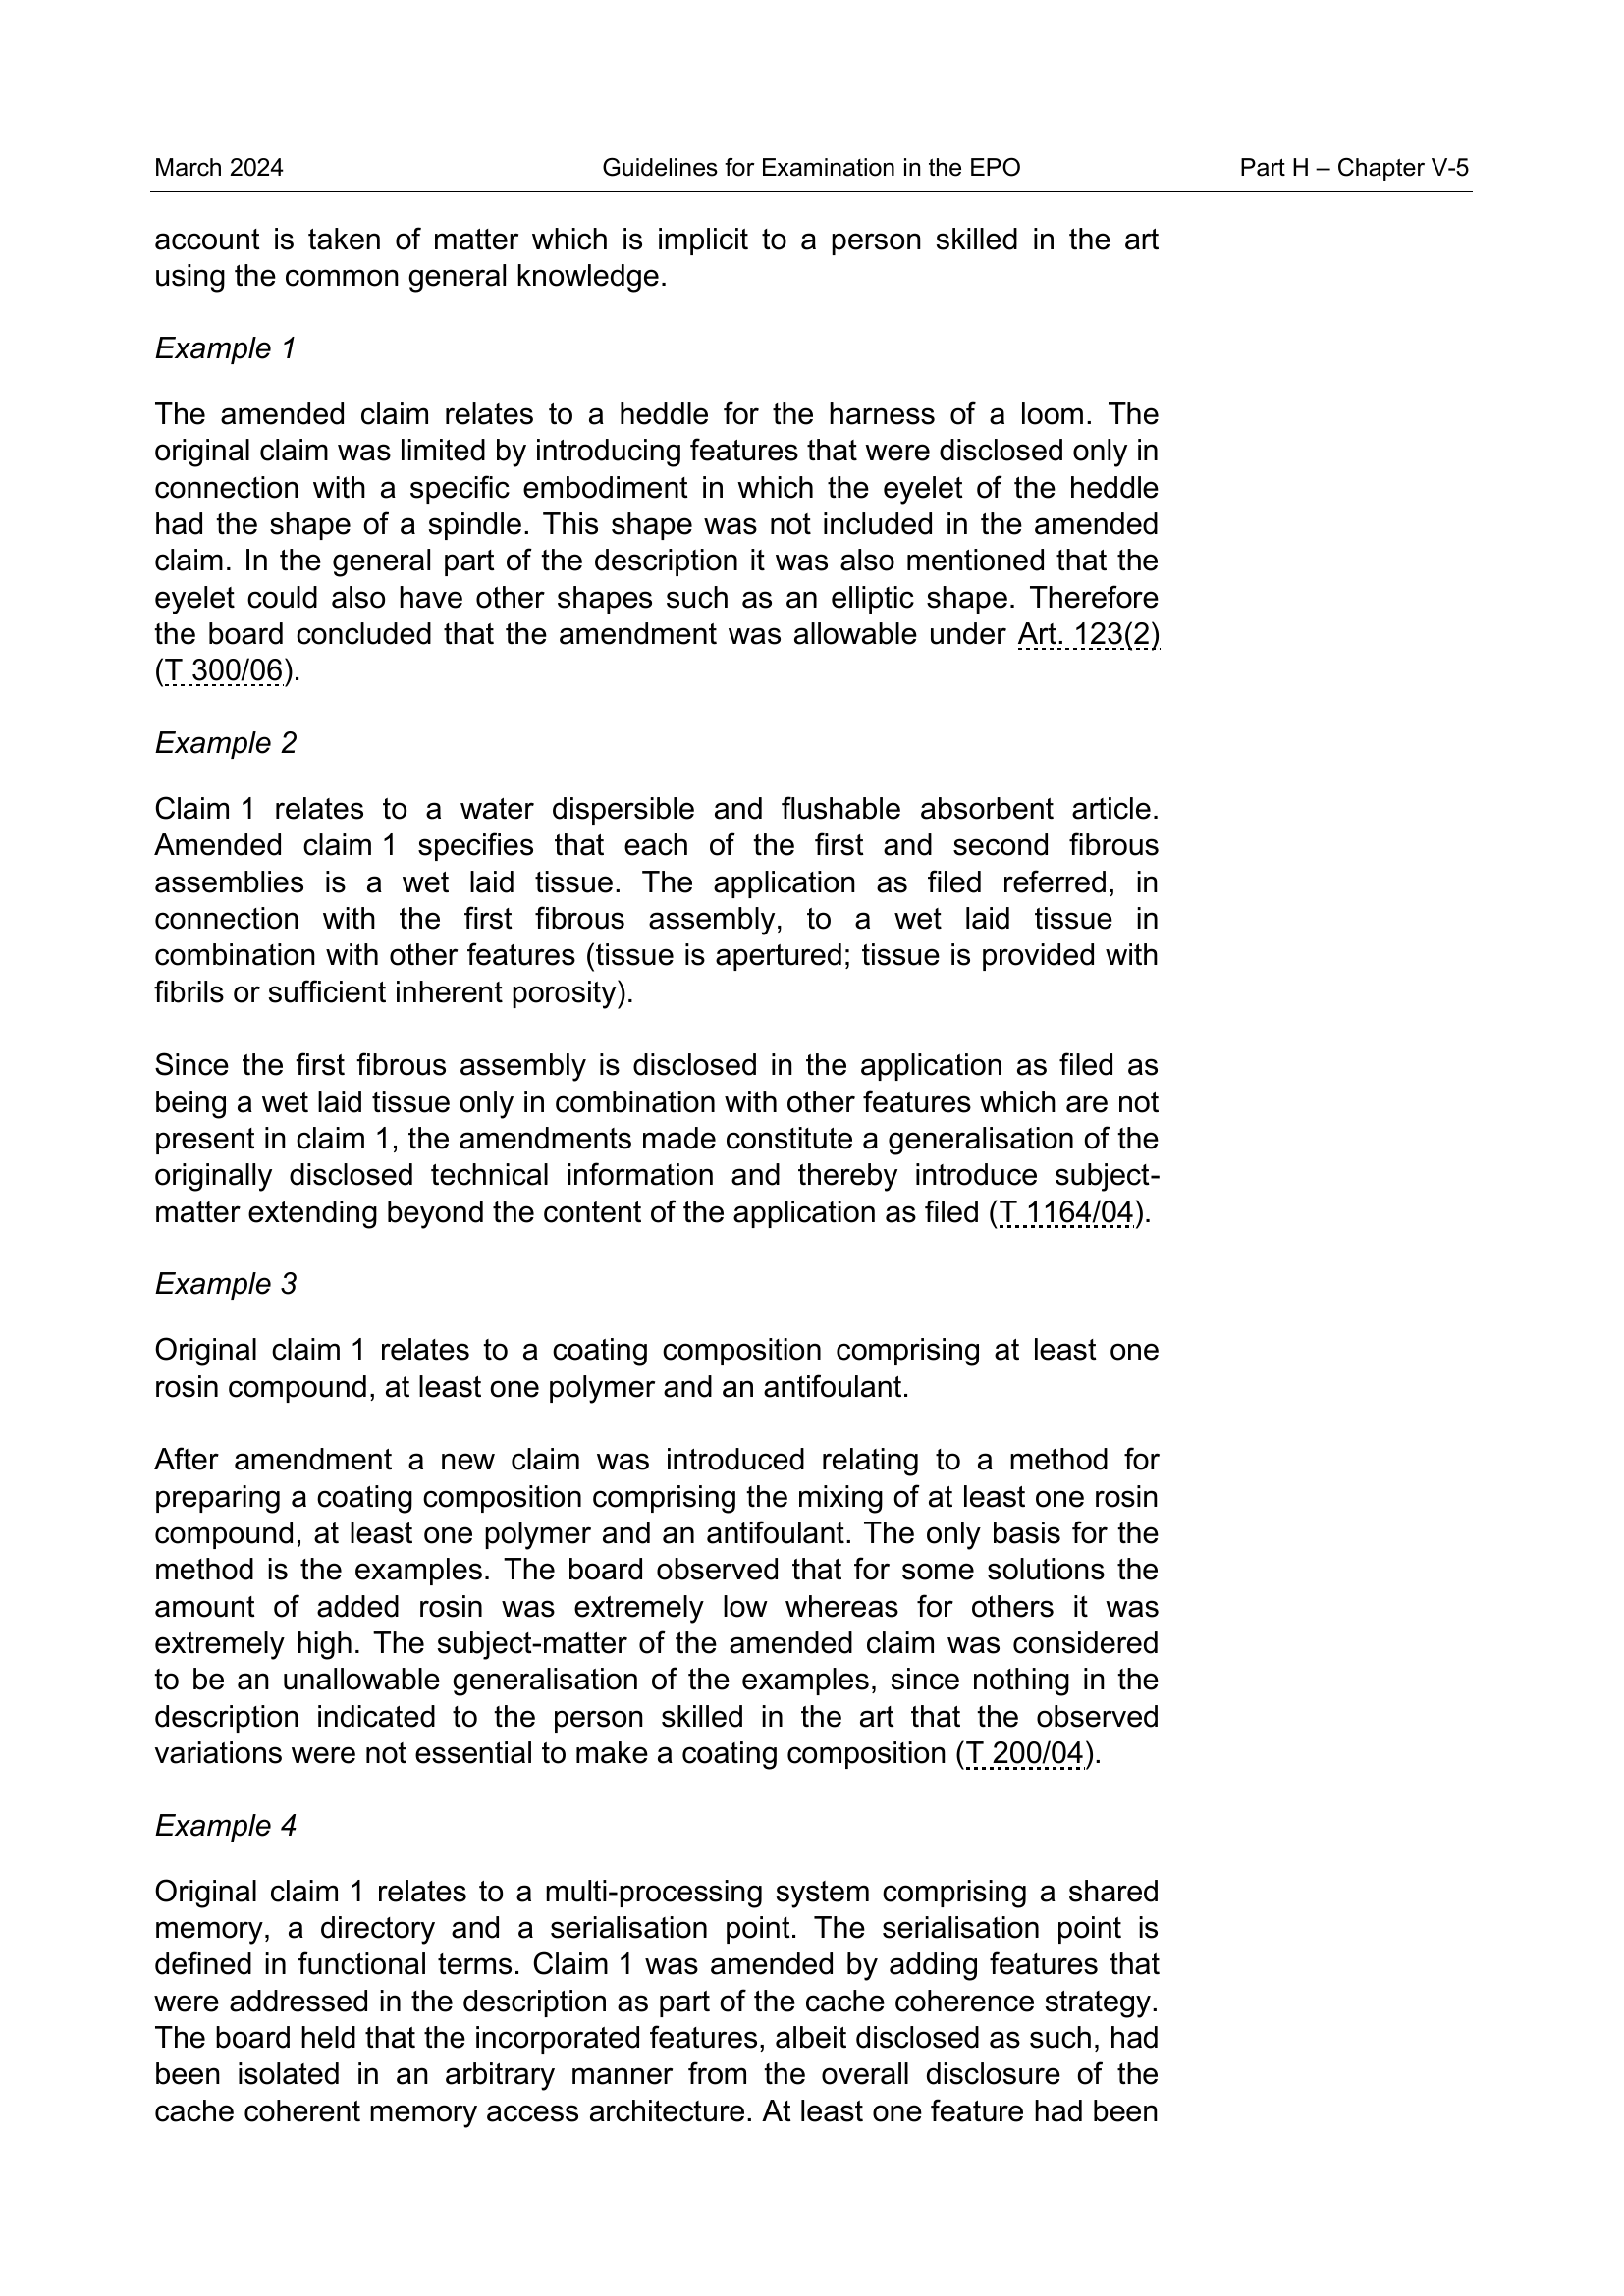 March 2024 Guidelines for Examination in the EPO Part H – Chapter V-5
account is taken of matter which is implicit to a person skilled in the art
using the common general knowledge.
Example 1
The amended claim relates to a heddle for the harness of a loom. The
original claim was limited by introducing features that were disclosed only in
connection with a specific embodiment in which the eyelet of the heddle
had the shape of a spindle. This shape was not included in the amended
claim. In the general part of the description it was also mentioned that the
eyelet could also have other shapes such as an elliptic shape. Therefore
the board concluded that the amendment was allowable under Art. 123(2)
(T 300/06).
Example 2
Claim 1 relates to a water dispersible and flushable absorbent article.
Amended claim 1 specifies that each of the first and second fibrous
assemblies is a wet laid tissue. The application as filed referred, in
connection with the first fibrous assembly, to a wet laid tissue in
combination with other features (tissue is apertured; tissue is provided with
fibrils or sufficient inherent porosity).
Since the first fibrous assembly is disclosed in the application as filed as
being a wet laid tissue only in combination with other features which are not
present in claim 1, the amendments made constitute a generalisation of the
originally disclosed technical information and thereby introduce subject-
matter extending beyond the content of the application as filed (T 1164/04).
Example 3
Original claim 1 relates to a coating composition comprising at least one
rosin compound, at least one polymer and an antifoulant.
After amendment a new claim was introduced relating to a method for
preparing a coating composition comprising the mixing of at least one rosin
compound, at least one polymer and an antifoulant. The only basis for the
method is the examples. The board observed that for some solutions the
amount of added rosin was extremely low whereas for others it was
extremely high. The subject-matter of the amended claim was considered
to be an unallowable generalisation of the examples, since nothing in the
description indicated to the person skilled in the art that the observed
variations were not essential to make a coating composition (T 200/04).
Example 4
Original claim 1 relates to a multi-processing system comprising a shared
memory, a directory and a serialisation point. The serialisation point is
defined in functional terms. Claim 1 was amended by adding features that
were addressed in the description as part of the cache coherence strategy.
The board held that the incorporated features, albeit disclosed as such, had
been isolated in an arbitrary manner from the overall disclosure of the
cache coherent memory access architecture. At least one feature had been